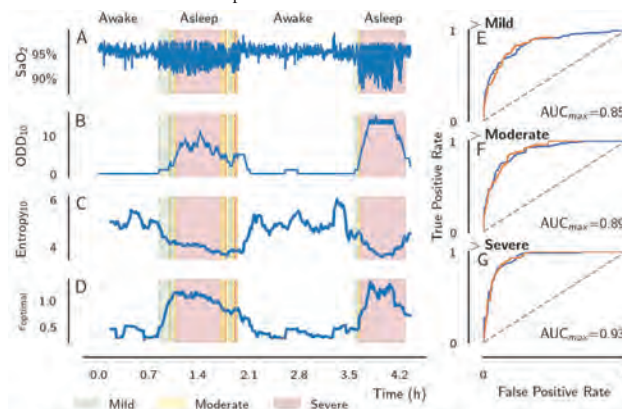 Awake Asleep Awake Asleep
A
SaO2
95%
90%
B
ODD10
10
0
C
Entropy10
6
4
D
roptimal
1.0
0.5
0.0 0.7 1.4 2.1 2.8 3.5 4.2
Time (h)
Mild Moderate Severe
> Mild
E
1
0
AUCmax=0.85
> Moderate
F
1
0
AUCmax=0.89
> Severe
G
1
0
AUCmax=0.93
True Positive Rate
0 1
False Positive Rate